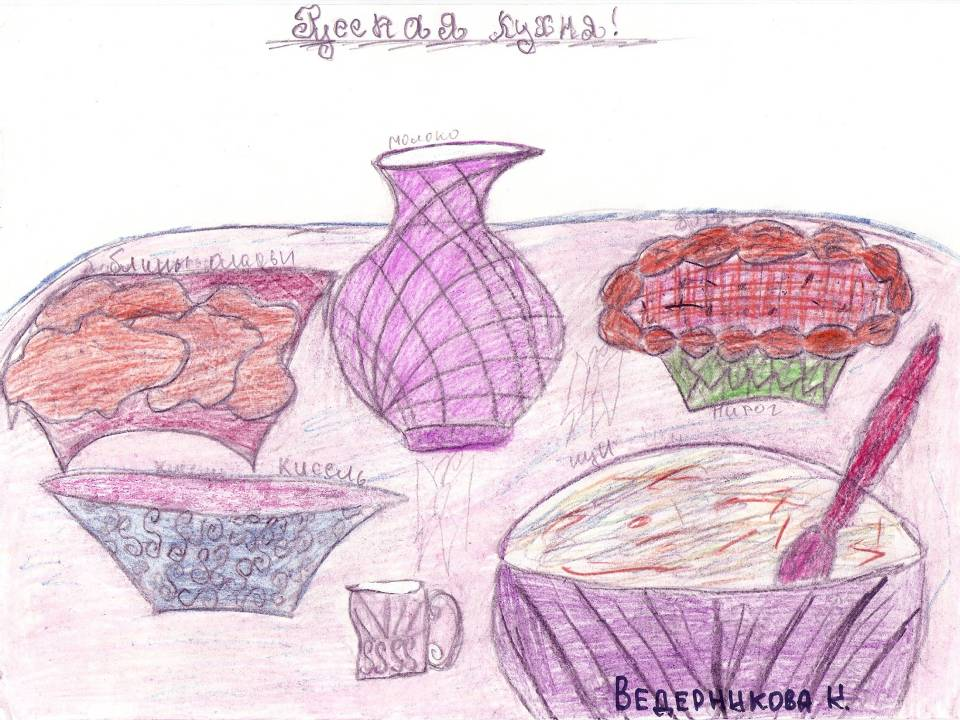 Русская кухня!
молоко
блины оладьи
пирог
Кисель
щи
Ведерникова К.